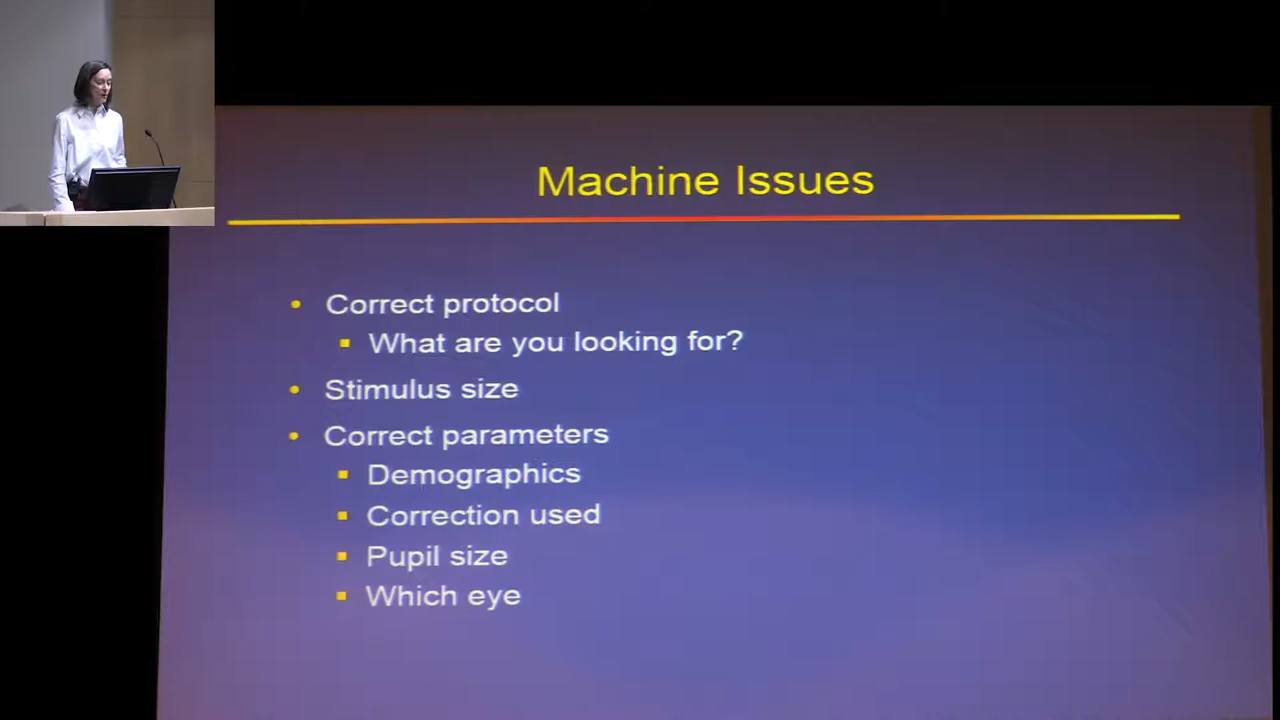 Machine Issues
• Correct protocol
▪ What are you looking for?
• Stimulus size
• Correct parameters
▪ Demographics
▪ Correction used
▪ Pupil size
▪ Which eye